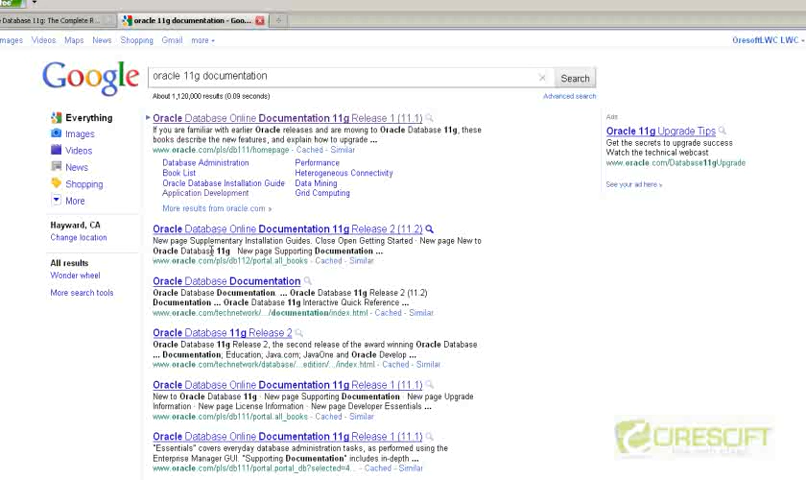 Database 11g: The Complete R...
oracle 11g documentation - Goo...
Images Videos Maps News Shopping Gmail more
OresoftLWC LWC
Google
oracle 11g documentation
Search
About 1,120,000 results (0.09 seconds)
Advanced search
Everything
Images
Videos
News
Shopping
More
Hayward, CA
Change location
All results
Wonder wheel
More search tools
Oracle Database Online Documentation 11g Release 1 (11.1)
If you are familiar with earlier Oracle releases and are moving to Oracle Database 11g, these
books describe the new features, and explain how to upgrade ...
www.oracle.com/pls/db111/homepage - Cached - Similar
Database Administration Performance
Book List Heterogeneous Connectivity
Oracle Database Installation Guide Data Mining
Application Development Grid Computing
More results from oracle.com »
Oracle Database Online Documentation 11g Release 2 (11.2)
New page Supplementary Installation Guides. Close Open Getting Started · New page New to
Oracle Database 11g · New page Supporting Documentation ...
www.oracle.com/pls/db112/portal.all_books - Cached - Similar
Oracle Database Documentation
Oracle Database Documentation. ... Oracle Database 11g Release 2 (11.2)
Documentation ... Oracle Database 11g Interactive Quick Reference ...
www.oracle.com/technetwork/.../documentation/index.html - Cached - Similar
Oracle Database 11g Release 2
Oracle Database 11g Release 2, the second release of the award winning Oracle Database
... Documentation; Education; Java.com; JavaOne and Oracle Develop ...
www.oracle.com/technetwork/database/...edition/.../index.html - Cached - Similar
Oracle Database Online Documentation 11g Release 1 (11.1)
New to Oracle Database 11g · New page Supporting Documentation · New page Upgrade
Information · New page License Information · New page Developer Essentials ...
www.oracle.com/pls/db111/portal.all_books - Cached - Similar
Oracle Database Online Documentation 11g Release 1 (11.1)
"Essentials" covers everyday database administration tasks, as performed using the
Enterprise Manager GUI. "Supporting Documentation" includes in-depth ...
www.oracle.com/pls/db111/portal.portal_db?selected=4... - Cached - Similar
Ads
Oracle 11g Upgrade Tips
Get the secrets to upgrade success
Watch the technical webcast
www.oracle.com/Database11gUpgrade
See your ad here »
ORESOFT